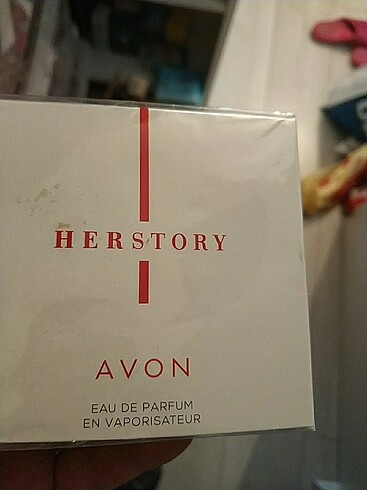 HERSTORY
AVON
EAU DE PARFUM
EN VAPORISATEUR